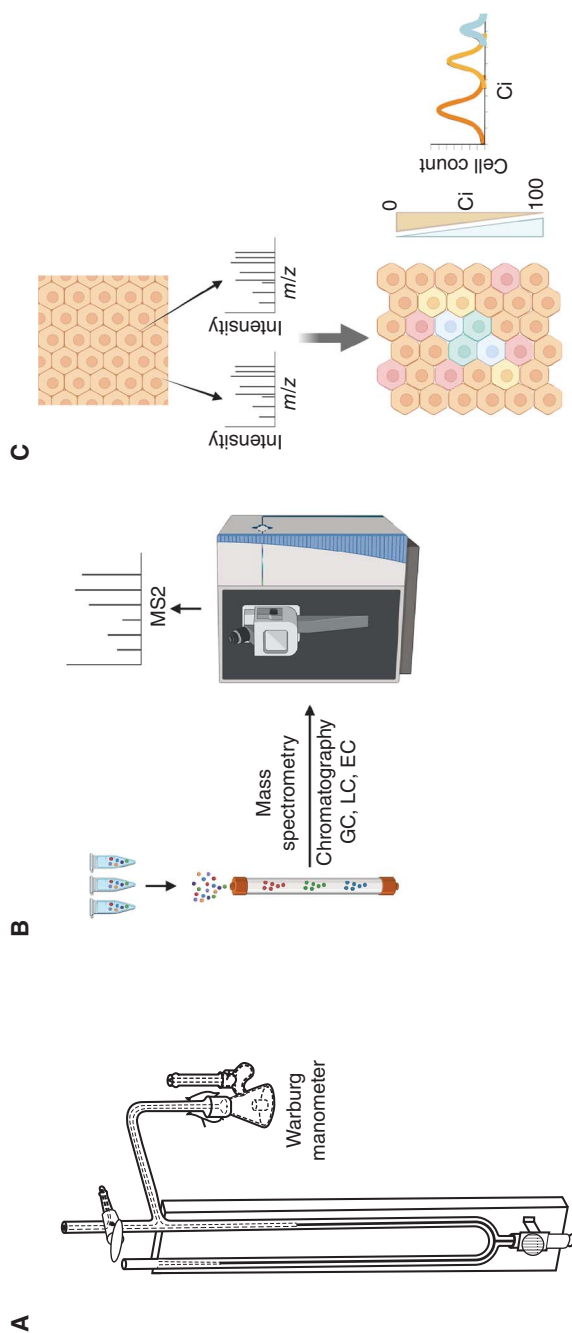 A
Warburg
manometer
B
Mass
spectrometry
Chromatography
GC, LC, EC
MS2
C
Intensity
m/z
Intensity
m/z
0
Ci
100
Cell count
Ci